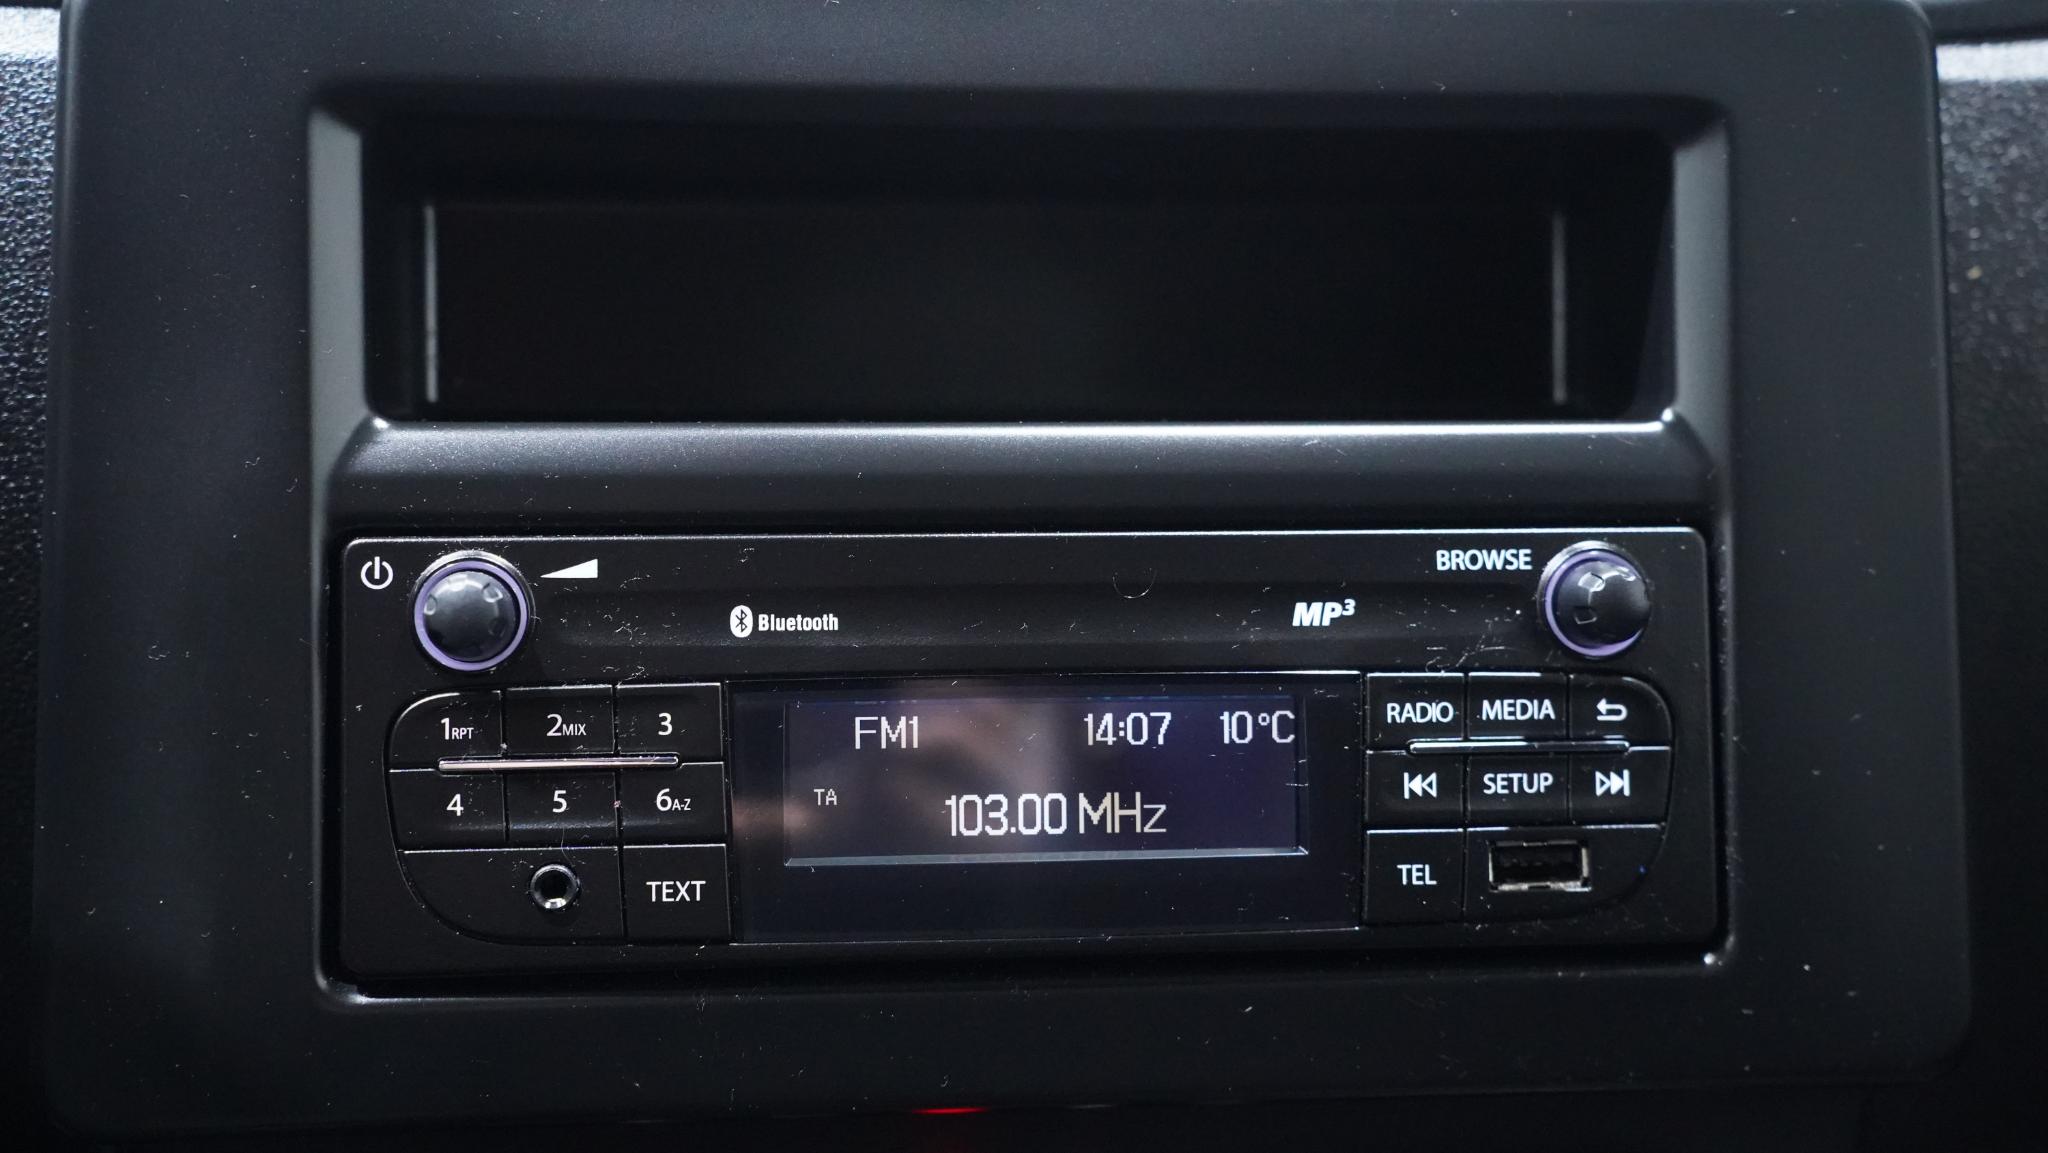 BROWSE
Bluetooth
MP3
1RPT 2MIX 3
FM1 14:07 10°C
RADIO MEDIA
4 5 6A-Z
TA 103.00 MHz
SETUP
TEXT
TEL